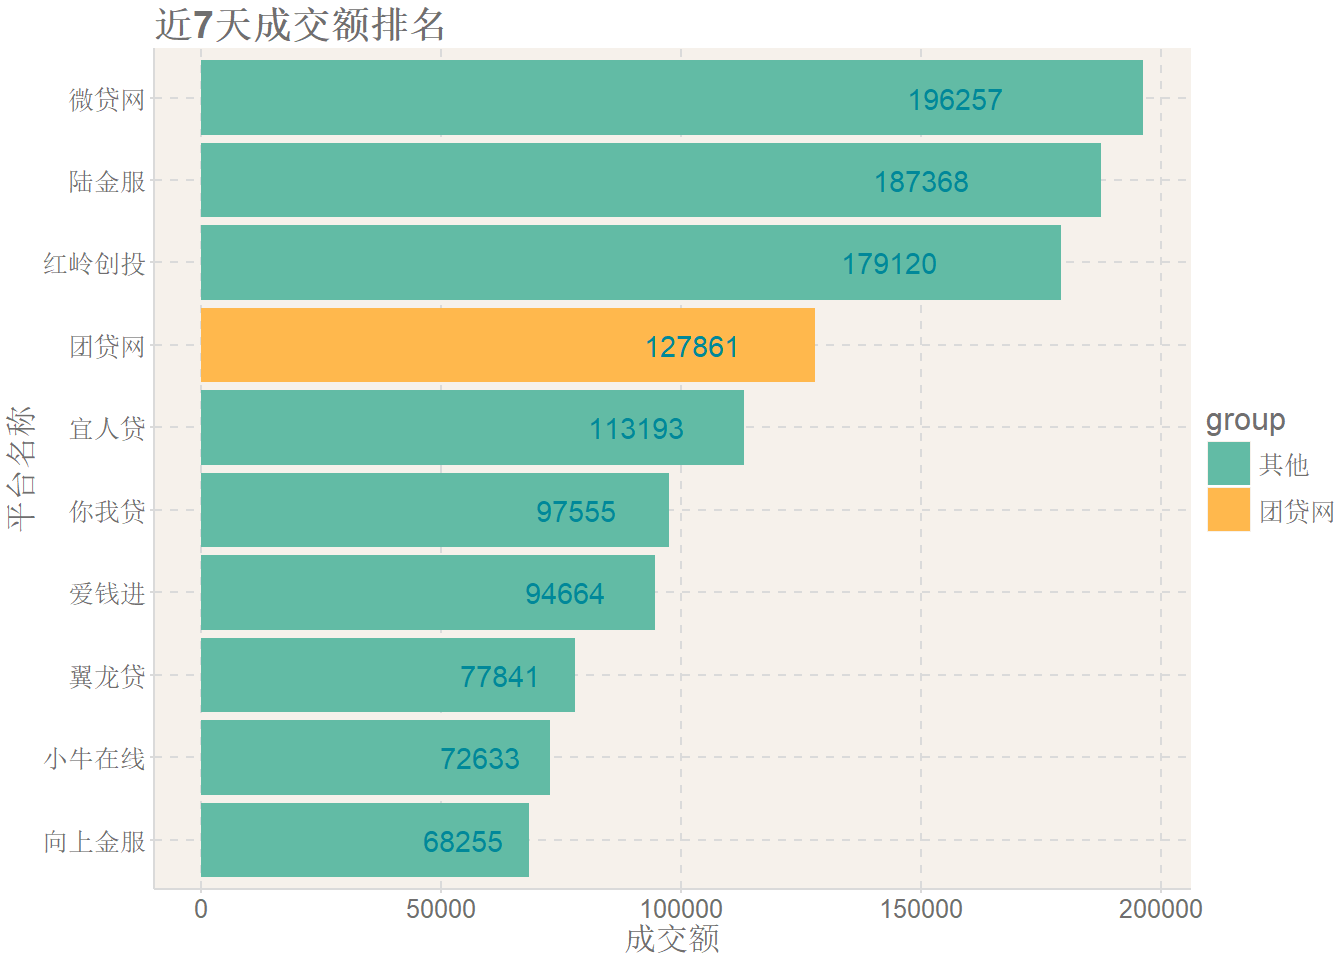 近7天成交额排名
微贷网
196257
陆金服
187368
红岭创投
179120
团贷网
127861
宜人贷
113193
你我贷
97555
爱钱进
94664
翼龙贷
77841
小牛在线
72633
向上金服
68255
平台名称
0
50000
100000
150000
200000
成交额
group
其他
团贷网